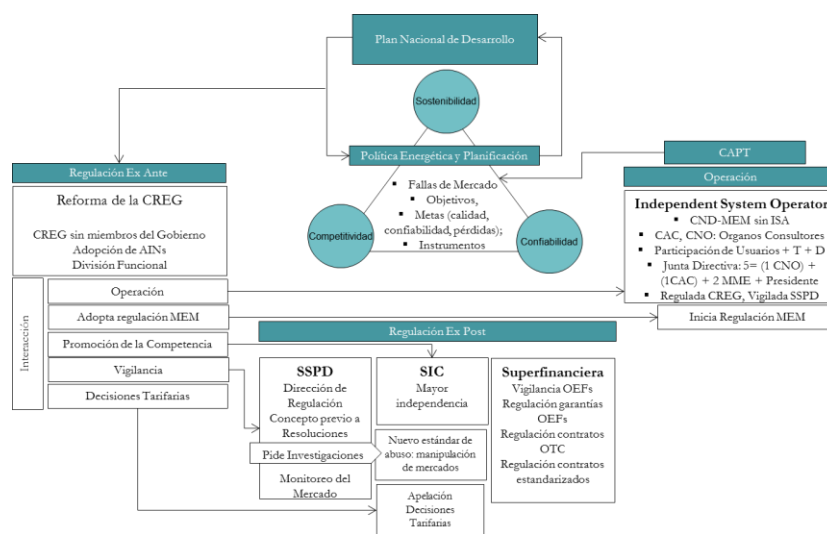 Plan Nacional de Desarrollo
Sostenibilidad
Política Energética y Planificación
▪ Fallas de Mercado
▪ Objetivos,
▪ Metas (calidad,
confiabilidad, pérdidas);
▪ Instrumentos
Competitividad
Confiabilidad
CAPT
Regulación Ex Ante
Reforma de la CREG
CREG sin miembros del Gobierno
Adopción de AINs
División Funcional
Interacción
Operación
Adopta regulación MEM
Promoción de la Competencia
Vigilancia
Decisiones Tarifarias
Operación
Independent System Operator
▪ CND-MEM sin ISA
▪ CAC, CNO: Organos Consultores
▪ Participación de Usuarios + T + D
▪ Junta Directiva: 5= (1 CNO) +
(1CAC) + 2 MME + Presidente
▪ Regulada CREG, Vigilada SSPD
Inicia Regulación MEM
Regulación Ex Post
SSPD
Dirección de
Regulación
Concepto previo a
Resoluciones
Pide Investigaciones
Monitoreo del
Mercado
SIC
Mayor
independencia
Nuevo estándar de
abuso: manipulación
de mercados
Apelación
Decisiones
Tarifarias
Superfinanciera
Vigilancia OEFs
Regulación garantías
OEFs
Regulación contratos
OTC
Regulación contratos
estandarizados